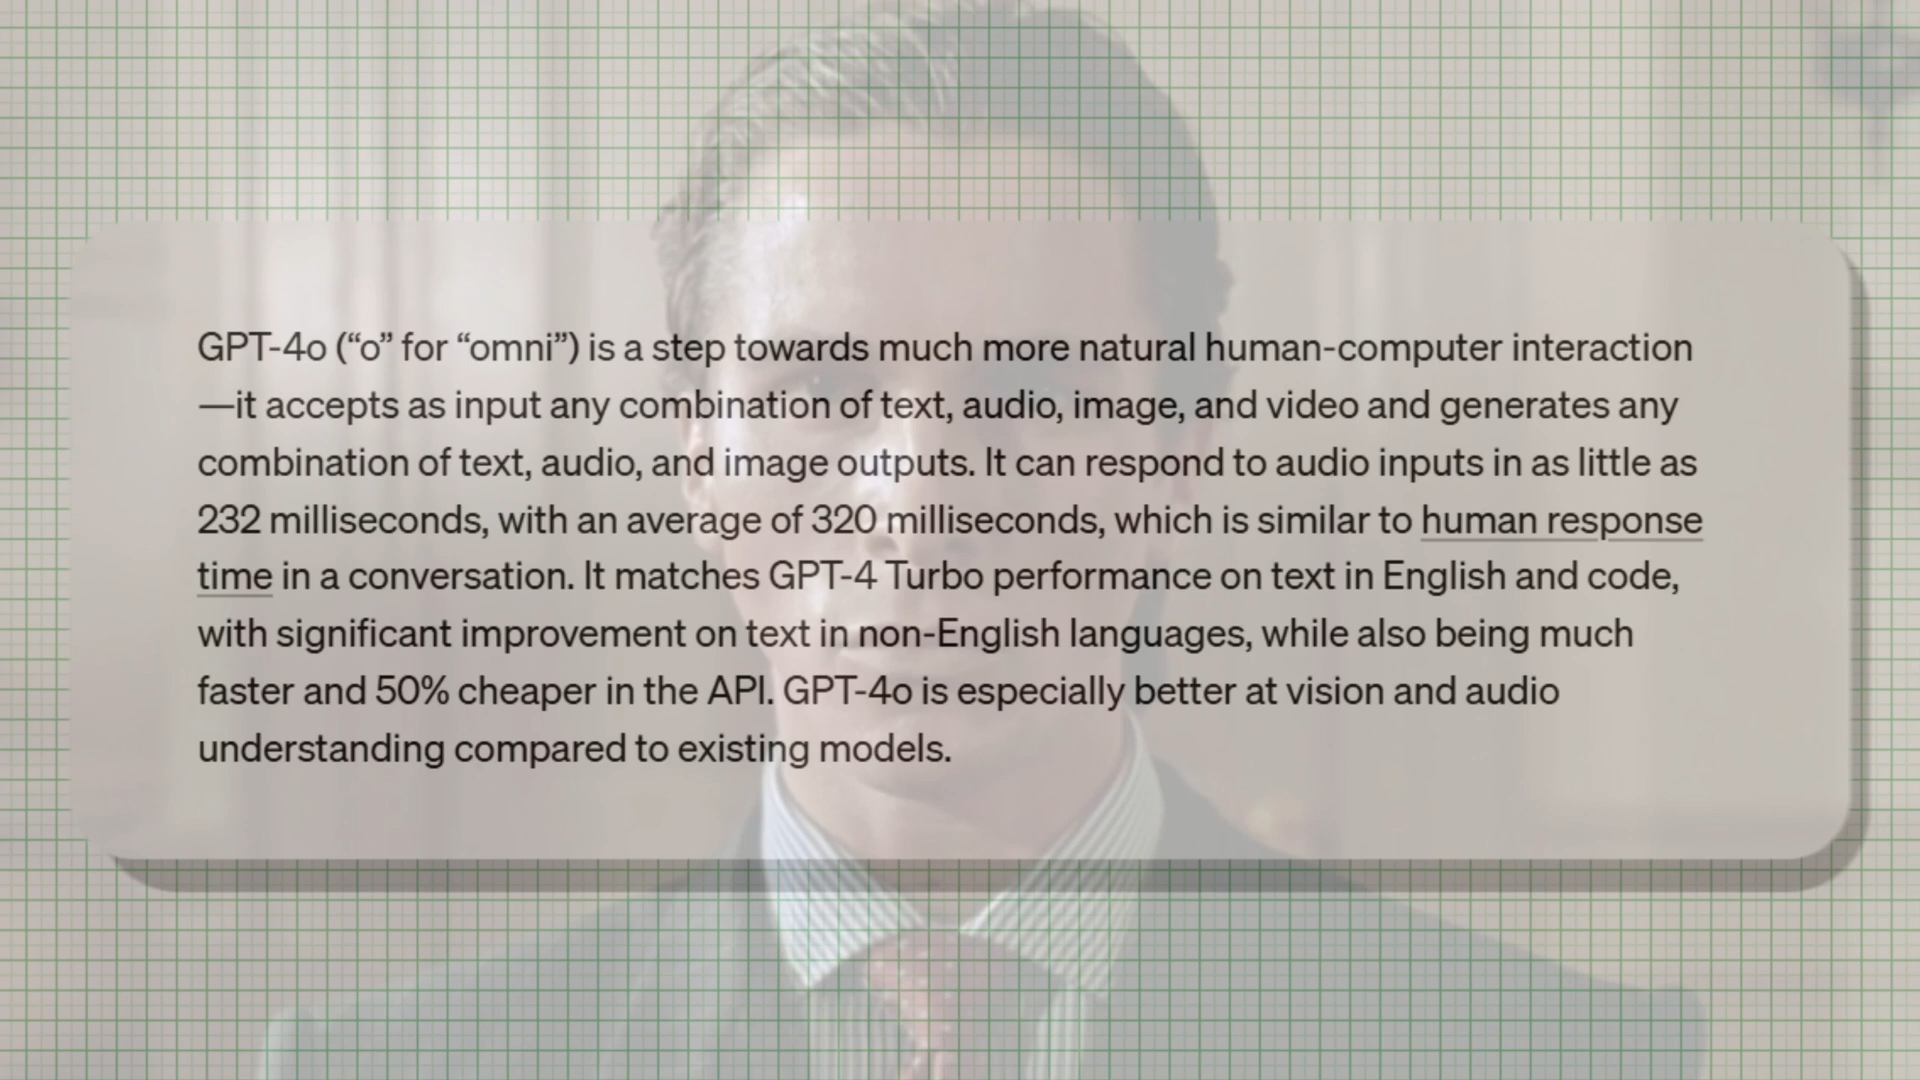 GPT-4o (“o” for “omni”) is a step towards much more natural human-computer interaction
—it accepts as input any combination of text, audio, image, and video and generates any
combination of text, audio, and image outputs. It can respond to audio inputs in as little as
232 milliseconds, with an average of 320 milliseconds, which is similar to human response
time in a conversation. It matches GPT-4 Turbo performance on text in English and code,
with significant improvement on text in non-English languages, while also being much
faster and 50% cheaper in the API. GPT-4o is especially better at vision and audio
understanding compared to existing models.